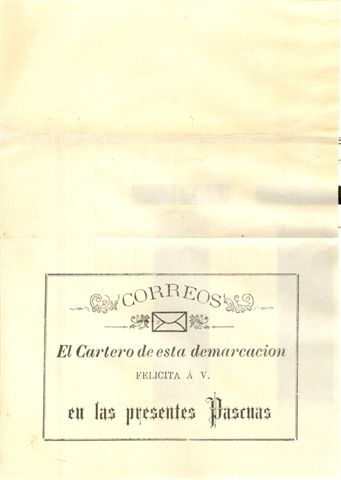 CORREOS
El Cartero de esta demarcacion
FELICITA Á V.
en las presentes Pascuas